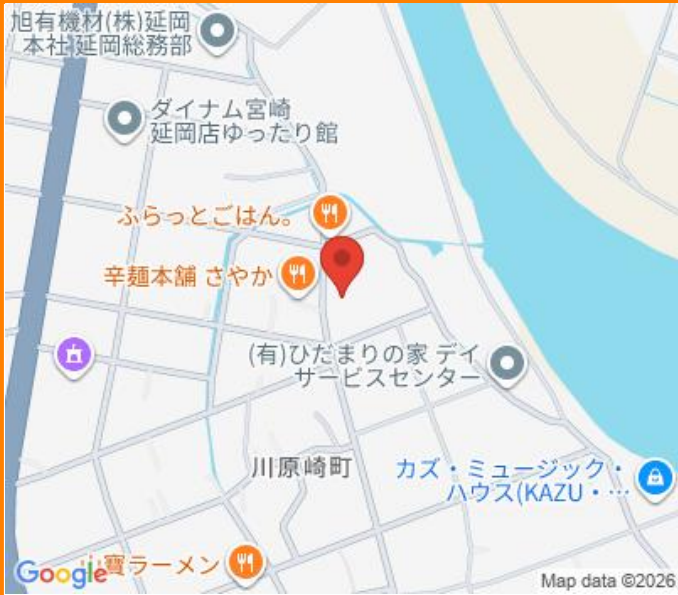 旭有機材(株)延岡
本社 延岡総務部
ダイナム宮崎
延岡店ゆったり館
ふらっとごはん。
辛麺本舗 さやか
(有)ひだまりの家 デイ
サービスセンター
川原崎町
カズ・ミュージック・
ハウス(KAZU・…
寶ラーメン
Google
Map data ©2026